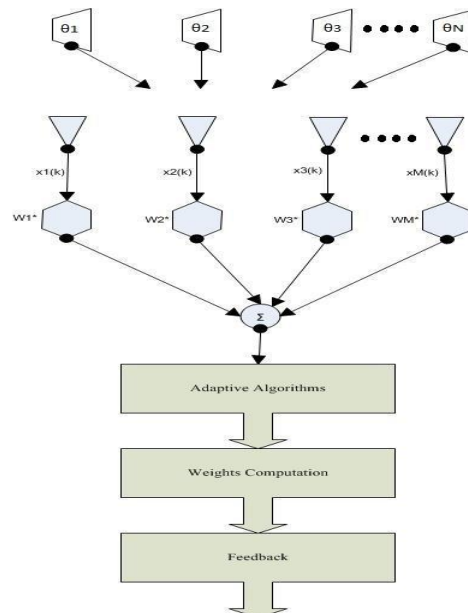 θ1 θ2 θ3 θN
x1(k) x2(k) x3(k) xM(k)
W1* W2* W3* WM*
Σ
Adaptive Algorithms
Weights Computation
Feedback